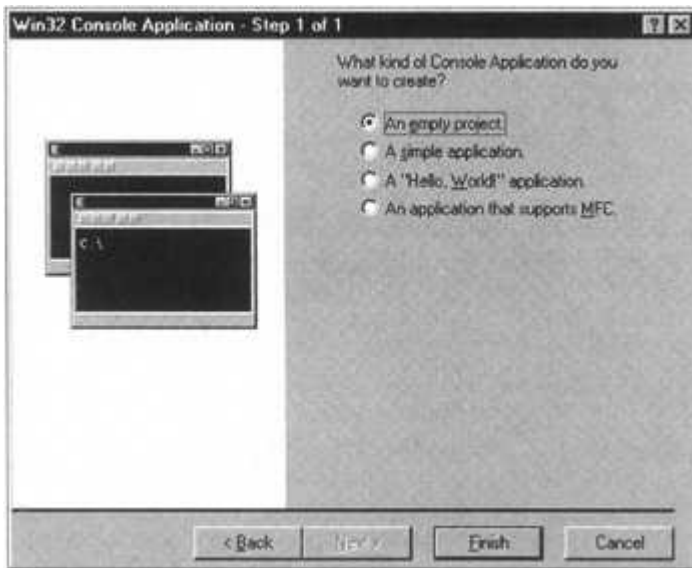 Win32 Console Application - Step 1 of 1
What kind of Console Application do you
want to create?
An empty project.
A simple application.
A "Hello, World!" application.
An application that supports MFC.
C:\
< Back
Next >
Finish
Cancel